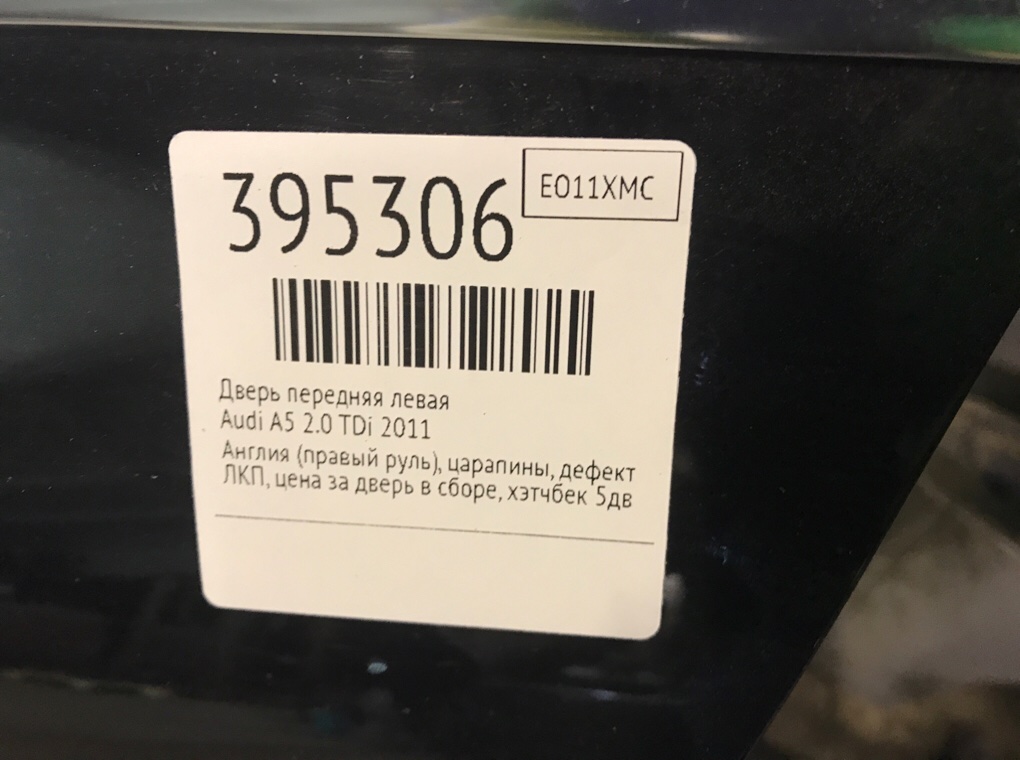 395306
EO11XMC
Дверь передняя левая
Audi A5 2.0 TDi 2011
Англия (правый руль), царапины, дефект
ЛКП, цена за дверь в сборе, хэтчбек 5дв